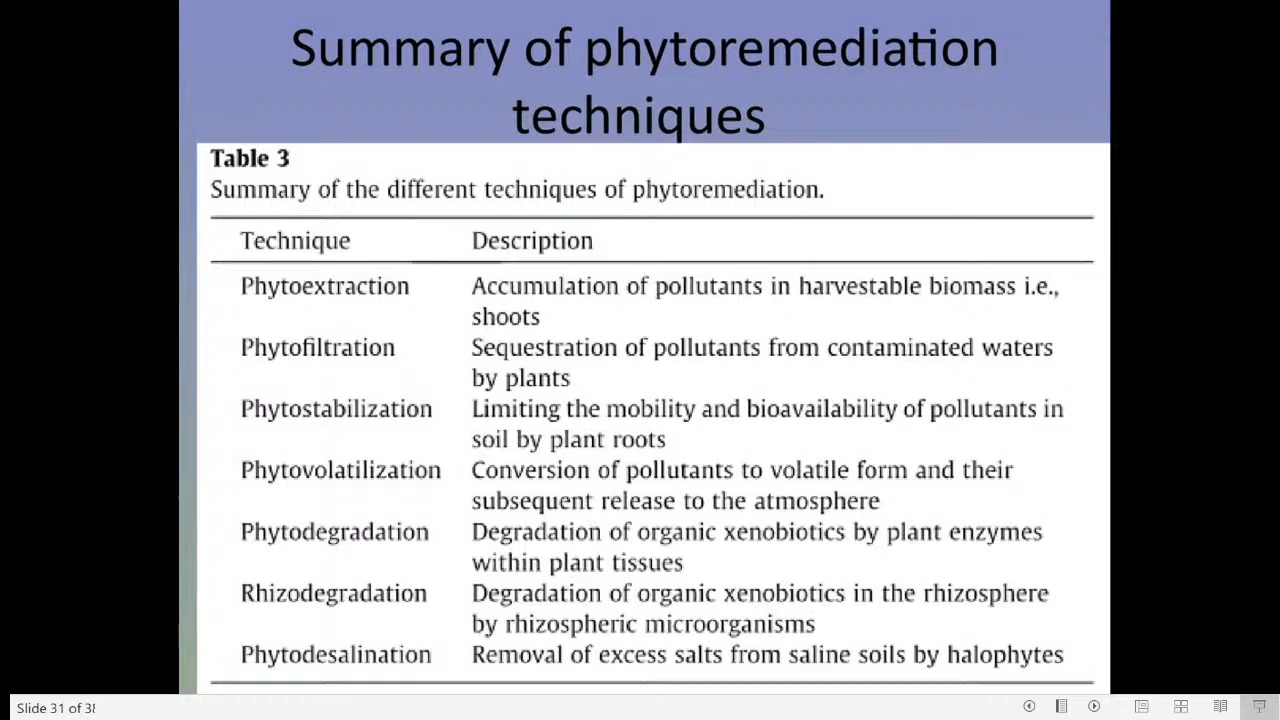 Summary of phytoremediation
techniques
Table 3
Summary of the different techniques of phytoremediation.
Technique Description
Phytoextraction Accumulation of pollutants in harvestable biomass i.e.,
shoots
Phytofiltration Sequestration of pollutants from contaminated waters
by plants
Phytostabilization Limiting the mobility and bioavailability of pollutants in
soil by plant roots
Phytovolatilization Conversion of pollutants to volatile form and their
subsequent release to the atmosphere
Phytodegradation Degradation of organic xenobiotics by plant enzymes
within plant tissues
Rhizodegradation Degradation of organic xenobiotics in the rhizosphere
by rhizospheric microorganisms
Phytodesalination Removal of excess salts from saline soils by halophytes
Slide 31 of 38